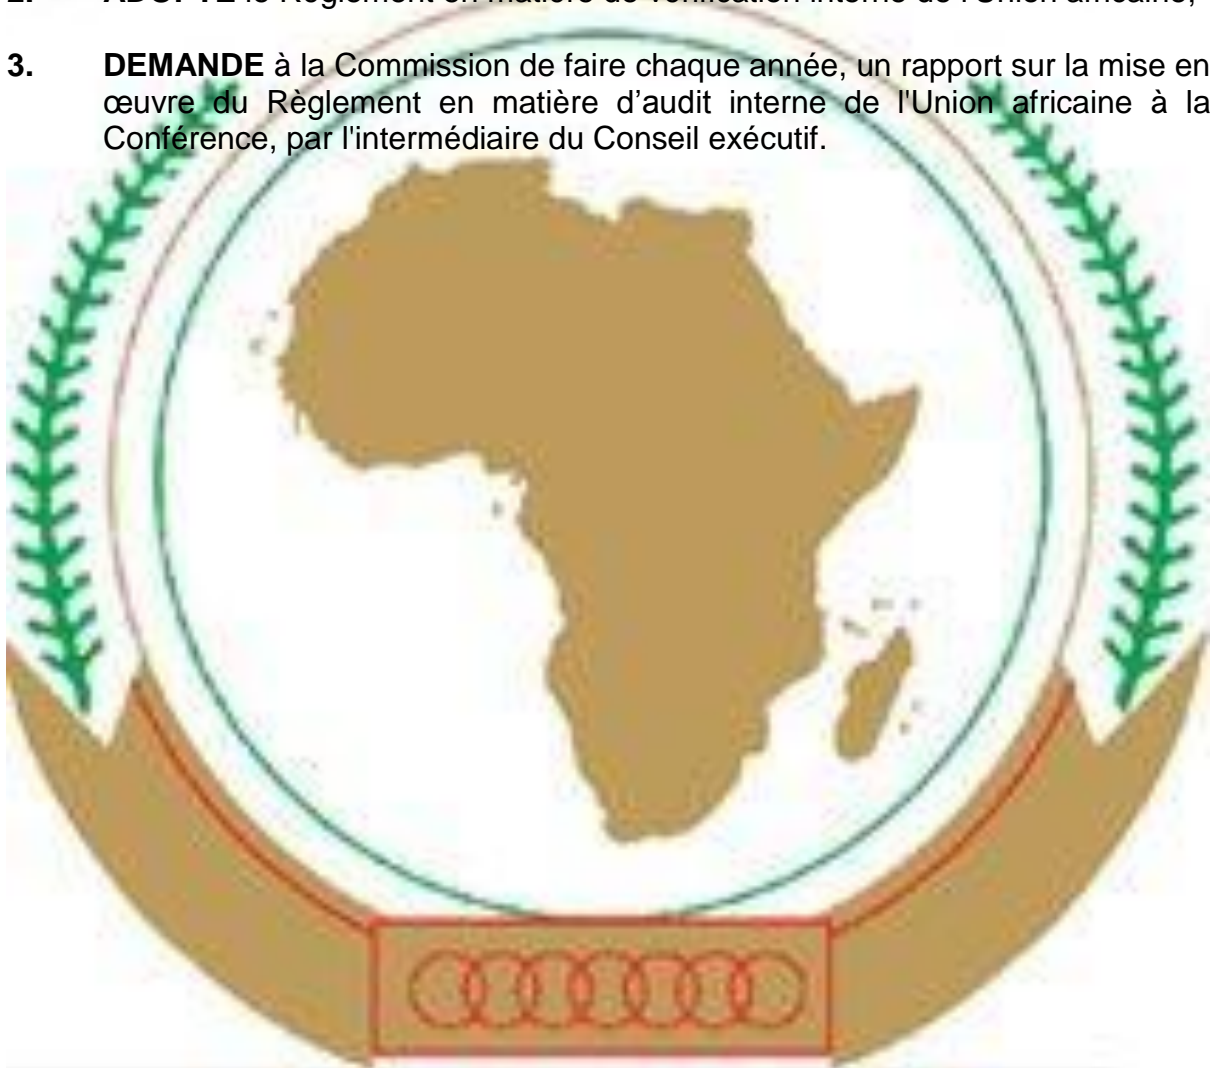 2. ADOPTE le Règlement en matière de vérification interne de l'Union africaine;
3. DEMANDE à la Commission de faire chaque année, un rapport sur la mise en
œuvre du Règlement en matière d’audit interne de l'Union africaine à la
Conférence, par l'intermédiaire du Conseil exécutif.